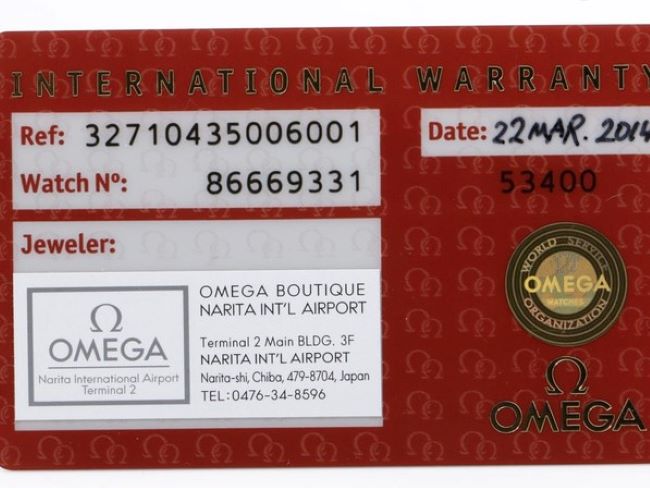 INTERNATIONAL WARRANTY
Ref: 32710435006001
Date: 22 MAR. 2014
Watch Nº: 86669331
53400
Jeweler:
Ω
OMEGA
Narita International Airport
Terminal 2
OMEGA BOUTIQUE
NARITA INT'L AIRPORT
Terminal 2 Main BLDG. 3F
NARITA INT'L AIRPORT
Narita-shi, Chiba, 479-8704, Japan
TEL:0476-34-8596
WORLD SERVICE
OMEGA
WATCHES
ORGANIZATION
Ω
OMEGA